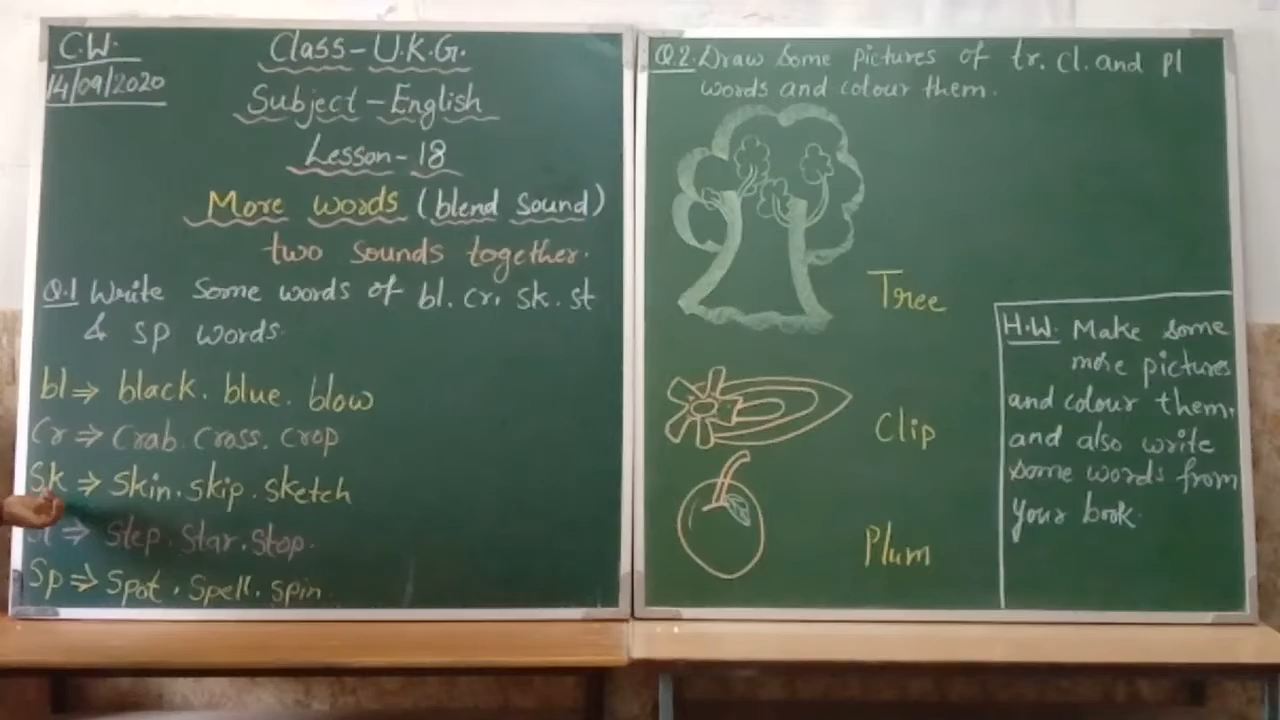 C.W.
14/09/2020
Class-U.K.G.
Subject-English
Lesson-18
More words (blend sound)
two sounds together.
Q.1 Write some words of bl. cr. sk. st
& sp words.
bl⇒ black. blue. blow
Cr⇒ Crab. Cross. Crop
Sk⇒ Skin. Skip. Sketch
St⇒ Step. Star. Stop.
Sp⇒ Spot. Spell. Spin.
Q.2. Draw some pictures of tr. cl. and pl
words and colour them.
Tree
Clip
Plum
H.W. Make some
more pictures
and colour them.
and also write
some words from
your book.